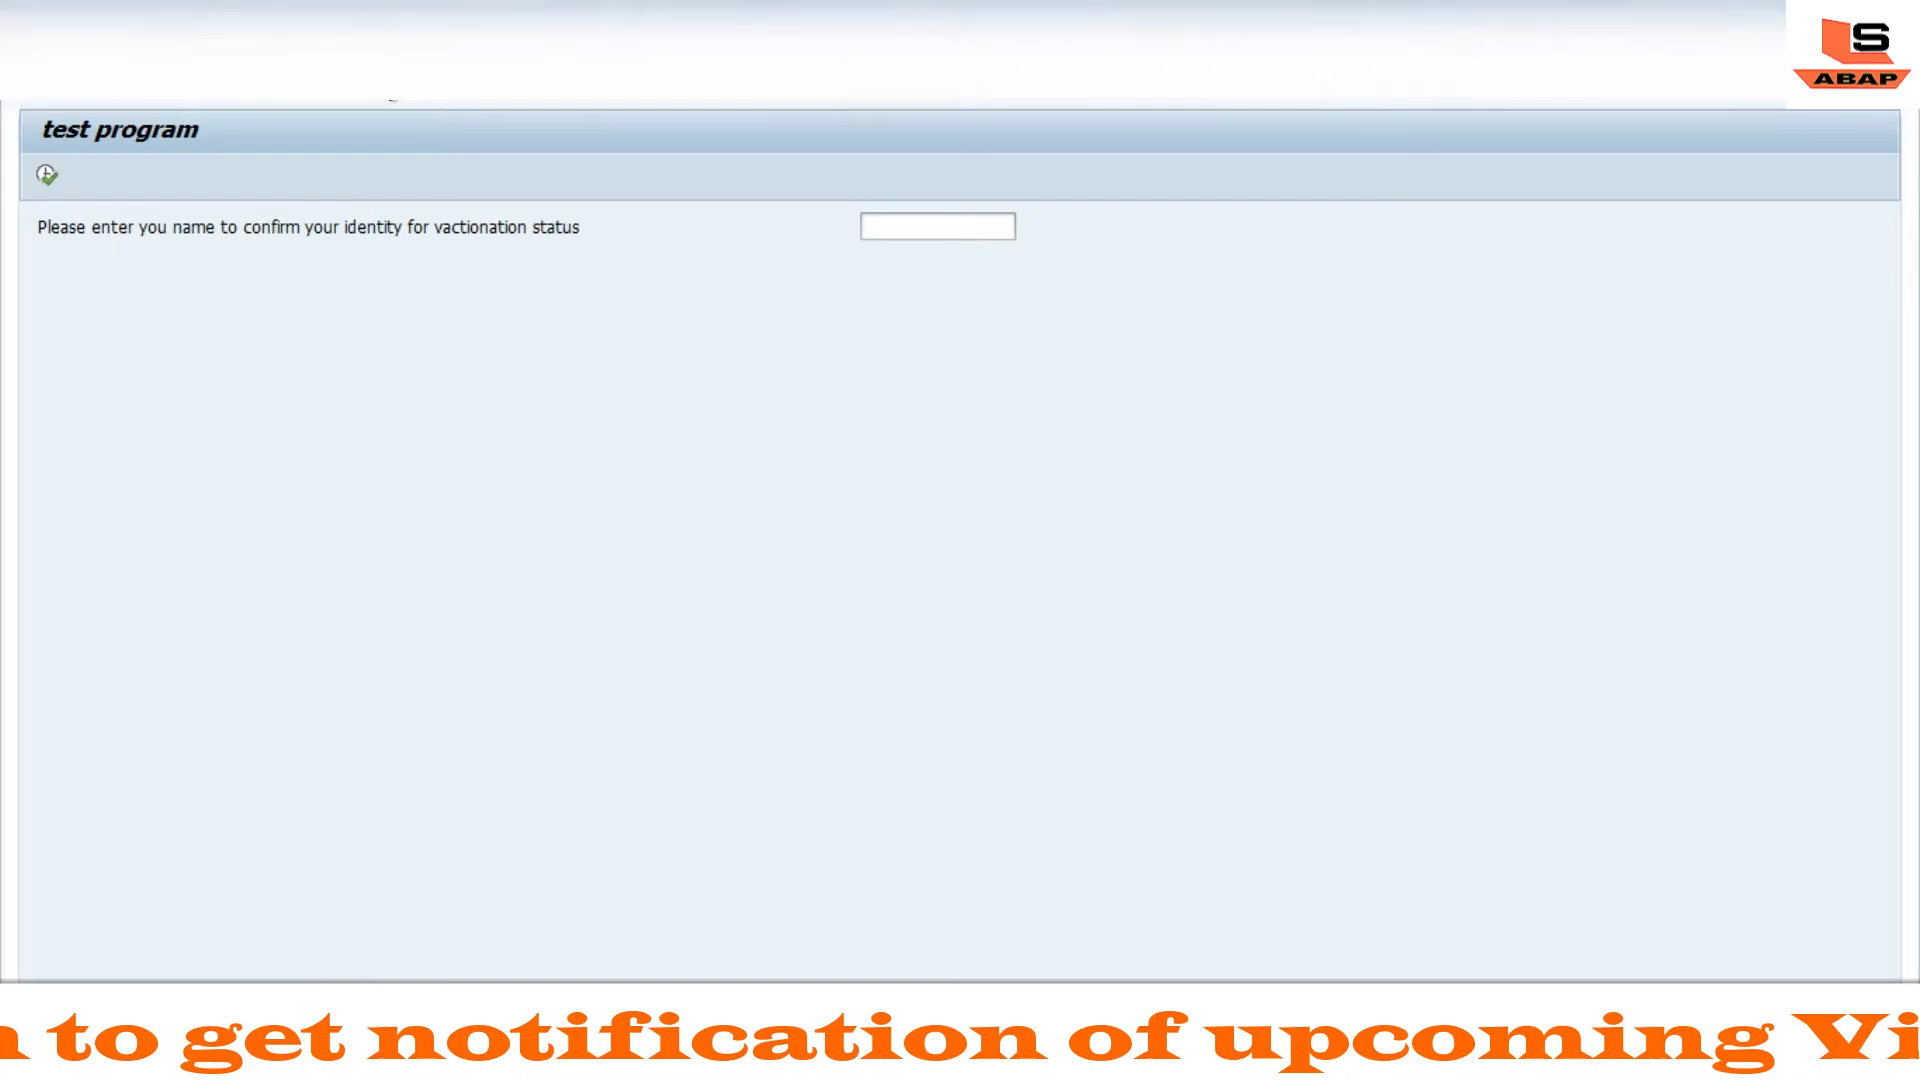 S
ABAP
test program
Please enter you name to confirm your identity for vactionation status
to get notification of upcoming